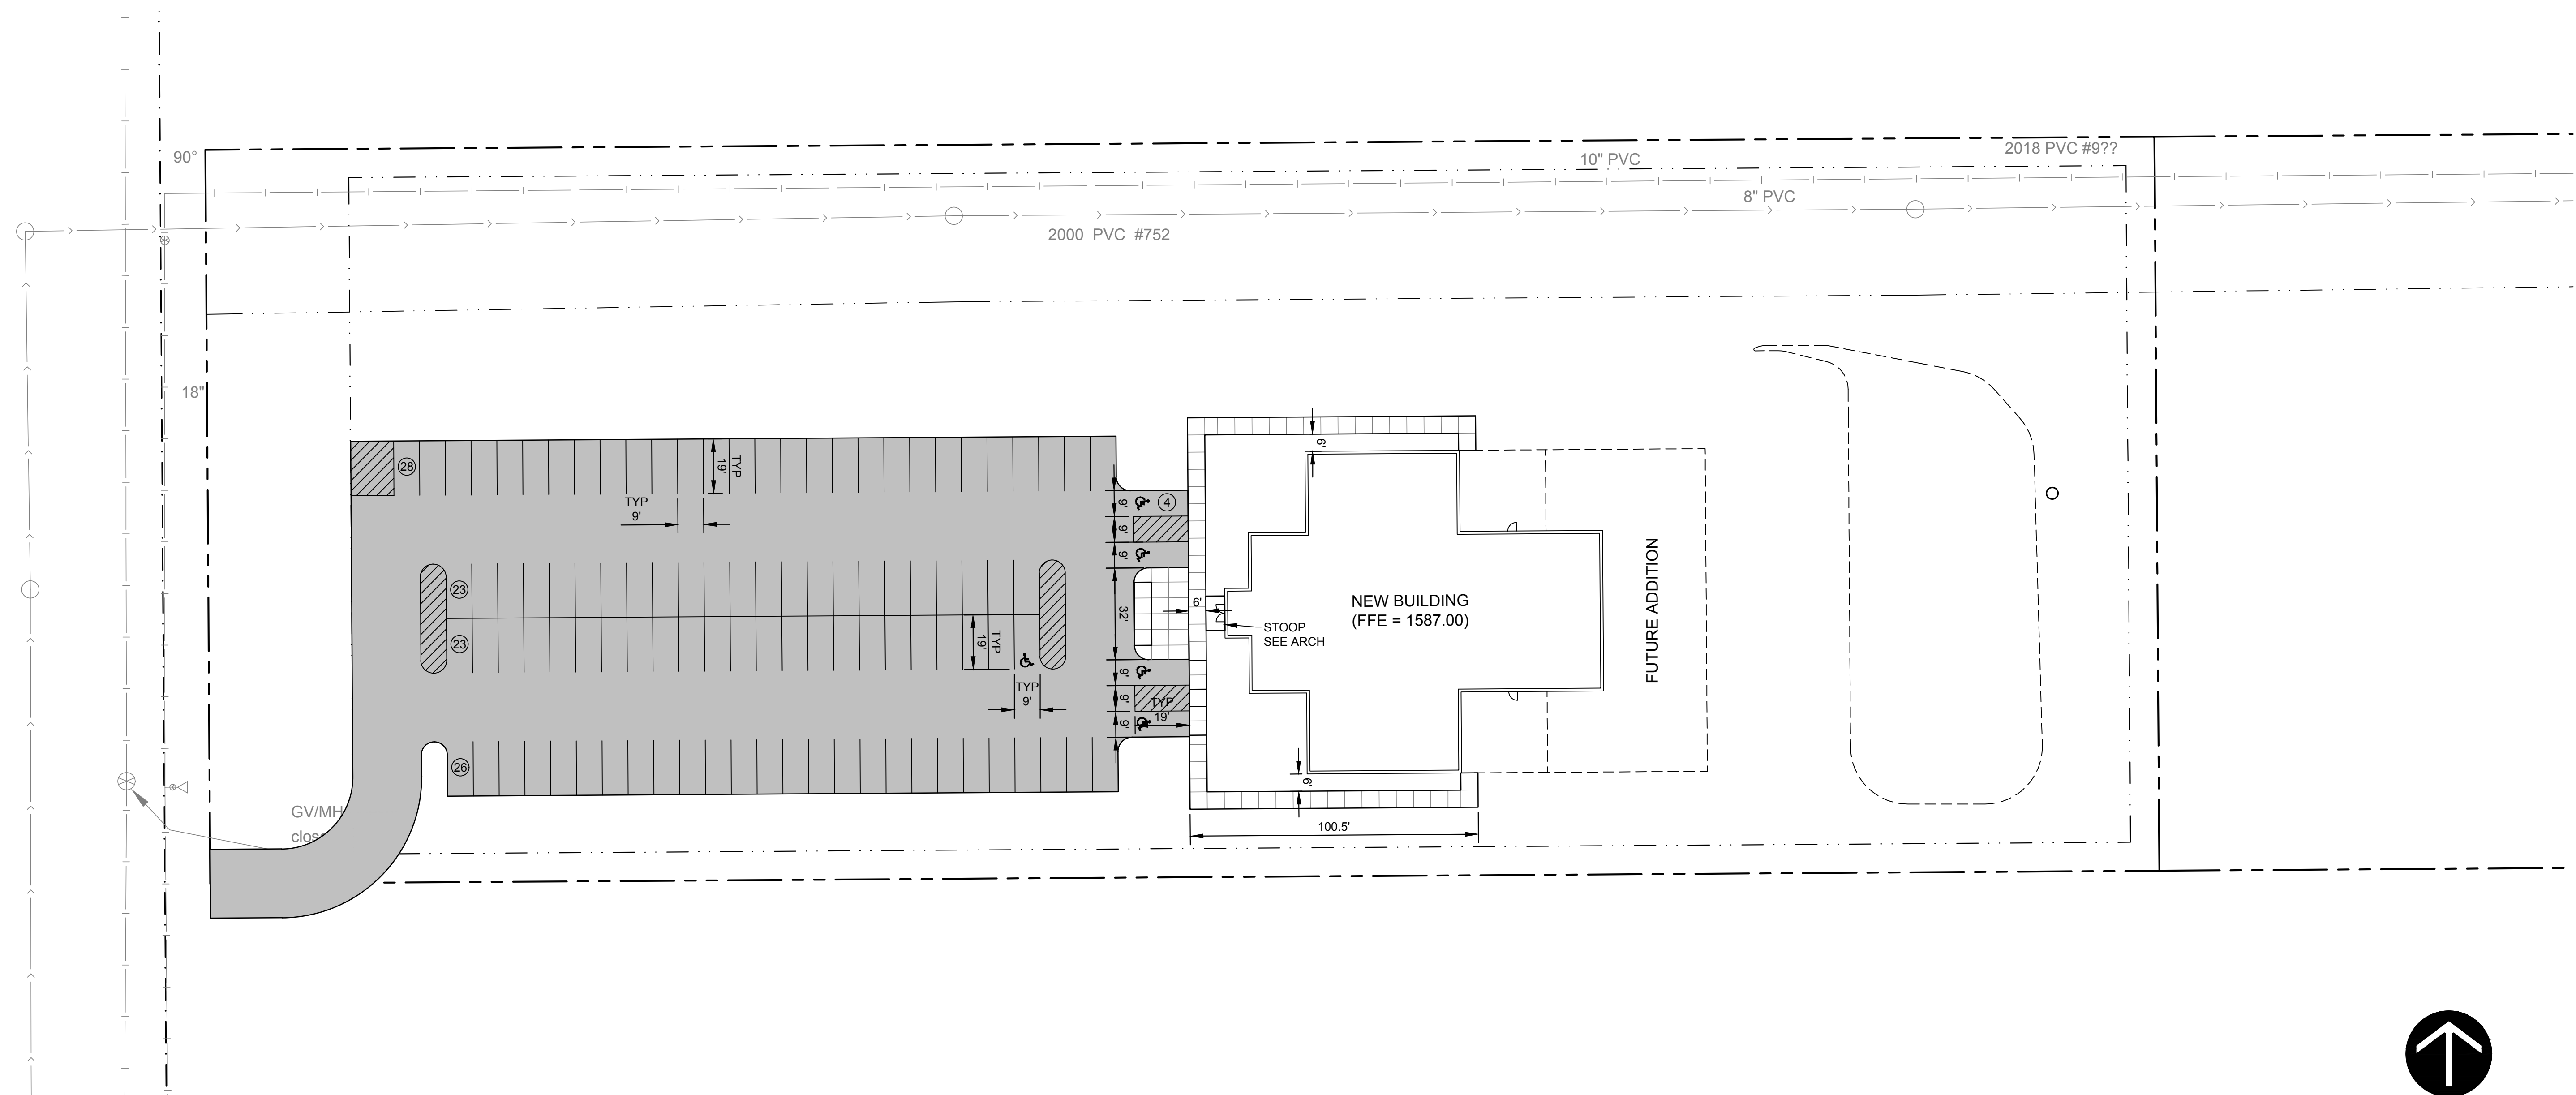 90°
10" PVC
2018 PVC #9??
8" PVC
2000 PVC #752
18"
28
TYP
19'
TYP
9'
9'
4
9'
9'
6'
23
32'
6'
NEW BUILDING
(FFE = 1587.00)
STOOP
SEE ARCH
FUTURE ADDITION
23
TYP
19'
TYP
9'
9'
9'
TYP
19'
9'
26
6'
GV/MH
100.5'